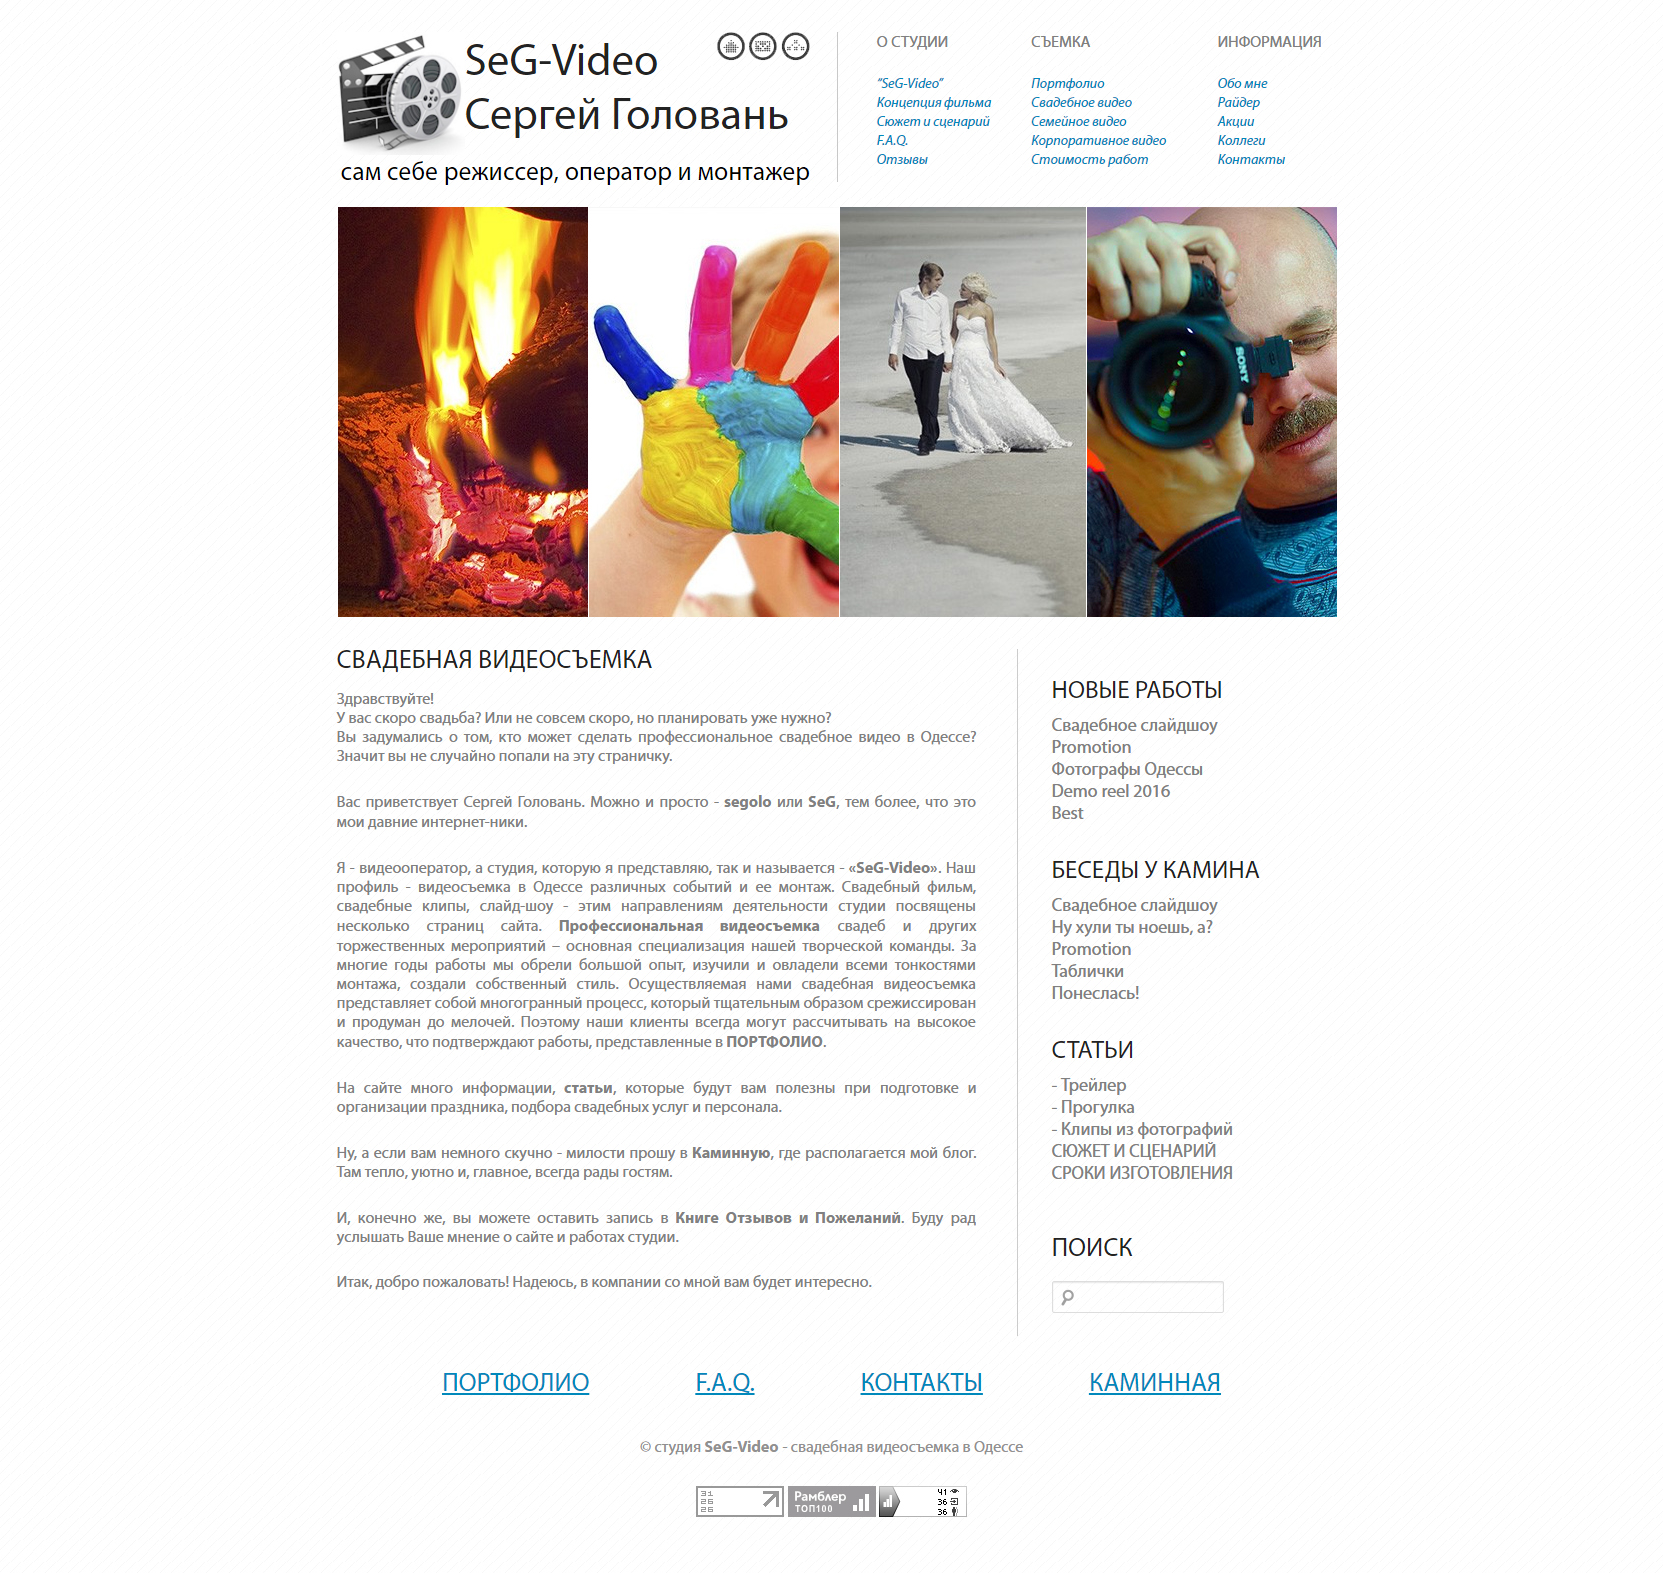 SeG-Video
Сергей Головань
сам себе режиссер, оператор и монтажер
О СТУДИИ
“SeG-Video”
Концепция фильма
Сюжет и сценарий
F.A.Q.
Отзывы
СЪЕМКА
Портфолио
Свадебное видео
Семейное видео
Корпоративное видео
Стоимость работ
ИНФОРМАЦИЯ
Обо мне
Райдер
Акции
Коллеги
Контакты
SONY
СВАДЕБНАЯ ВИДЕОСЪЕМКА
Здравствуйте!
У вас скоро свадьба? Или не совсем скоро, но планировать уже нужно?
Вы задумались о том, кто может сделать профессиональное свадебное видео в Одессе?
Значит вы не случайно попали на эту страничку.
Вас приветствует Сергей Головань. Можно и просто - segolo или SeG, тем более, что это
мои давние интернет-ники.
Я - видеооператор, а студия, которую я представляю, так и называется - «SeG-Video». Наш
профиль - видеосъемка в Одессе различных событий и ее монтаж. Свадебный фильм,
свадебные клипы, слайд-шоу - этим направлениям деятельности студии посвящены
несколько страниц сайта. Профессиональная видеосъемка свадеб и других
торжественных мероприятий – основная специализация нашей творческой команды. За
многие годы работы мы обрели большой опыт, изучили и овладели всеми тонкостями
монтажа, создали собственный стиль. Осуществляемая нами свадебная видеосъемка
представляет собой многогранный процесс, который тщательным образом срежиссирован
и продуман до мелочей. Поэтому наши клиенты всегда могут рассчитывать на высокое
качество, что подтверждают работы, представленные в ПОРТФОЛИО.
На сайте много информации, статьи, которые будут вам полезны при подготовке и
организации праздника, подбора свадебных услуг и персонала.
Ну, а если вам немного скучно - милости прошу в Каминную, где располагается мой блог.
Там тепло, уютно и, главное, всегда рады гостям.
И, конечно же, вы можете оставить запись в Книге Отзывов и Пожеланий. Буду рад
услышать Ваше мнение о сайте и работах студии.
Итак, добро пожаловать! Надеюсь, в компании со мной вам будет интересно.
НОВЫЕ РАБОТЫ
Свадебное слайдшоу
Promotion
Фотографы Одессы
Demo reel 2016
Best
БЕСЕДЫ У КАМИНА
Свадебное слайдшоу
Ну хули ты ноешь, а?
Promotion
Таблички
Понеслась!
СТАТЬИ
- Трейлер
- Прогулка
- Клипы из фотографий
СЮЖЕТ И СЦЕНАРИЙ
СРОКИ ИЗГОТОВЛЕНИЯ
ПОИСК
ПОРТФОЛИО
F.A.Q.
КОНТАКТЫ
КАМИННАЯ
© студия SeG-Video - свадебная видеосъемка в Одессе
31
26
26
Рамблер
ТОП100
41
36
36